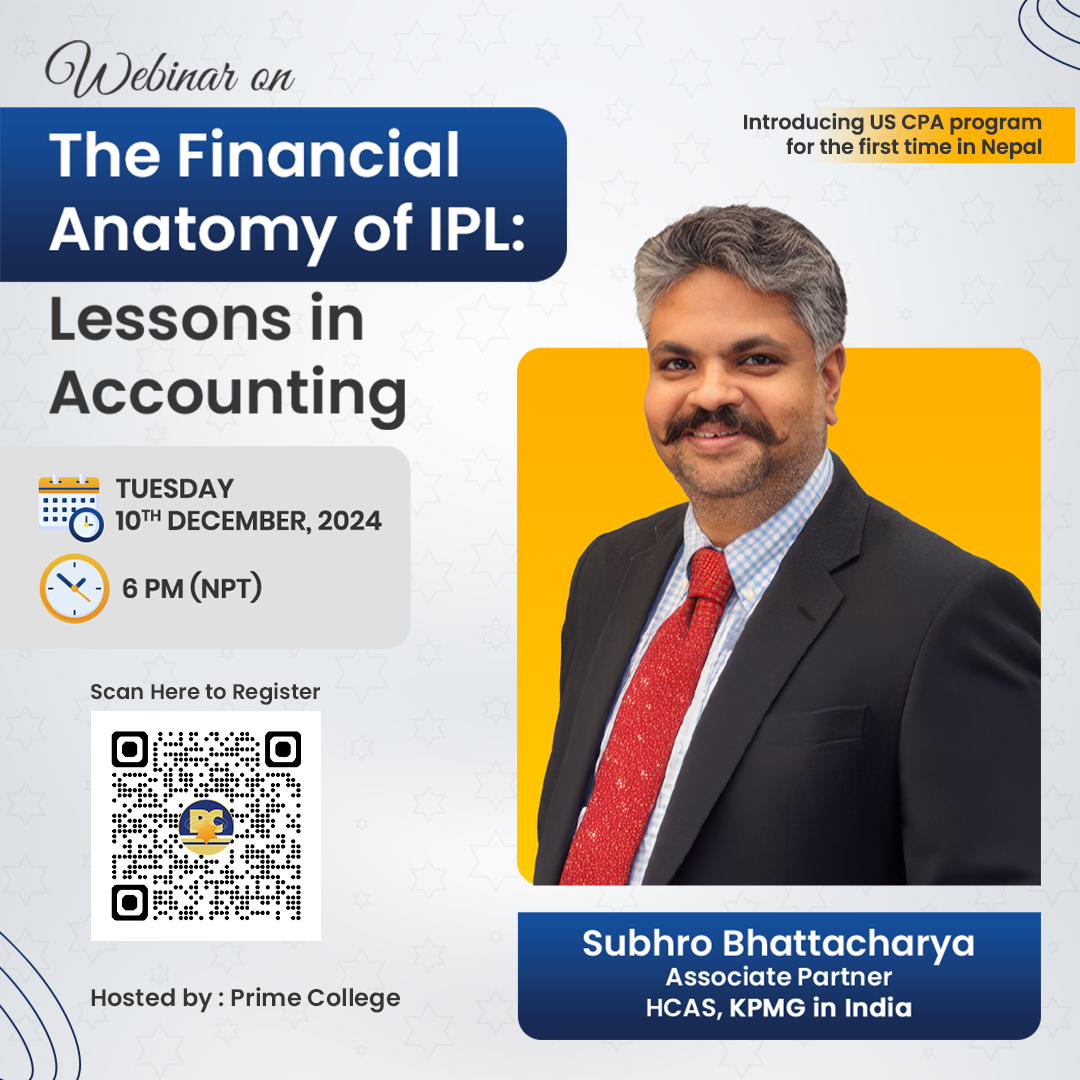 Webinar on
The Financial
Anatomy of IPL:
Lessons in
Accounting
Introducing US CPA program
for the first time in Nepal
TUESDAY
10TH DECEMBER, 2024
6 PM (NPT)
Scan Here to Register
PC
Hosted by : Prime College
Subhro Bhattacharya
Associate Partner
HCAS, KPMG in India